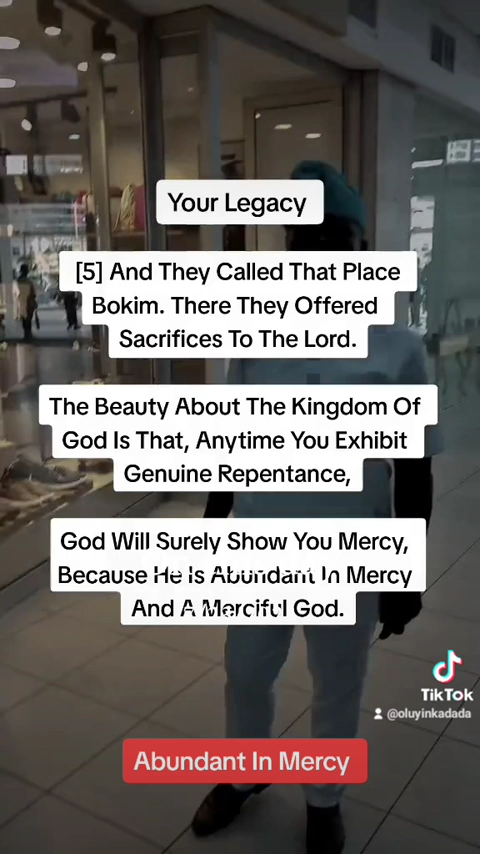 Your Legacy
[5] And They Called That Place
Bokim. There They Offered
Sacrifices To The Lord.
The Beauty About The Kingdom Of
God Is That, Anytime You Exhibit
Genuine Repentance,
God Will Surely Show You Mercy,
Because He Is Abundant In Mercy
And A Merciful God.
TikTok
@oluyinkadada
Abundant In Mercy